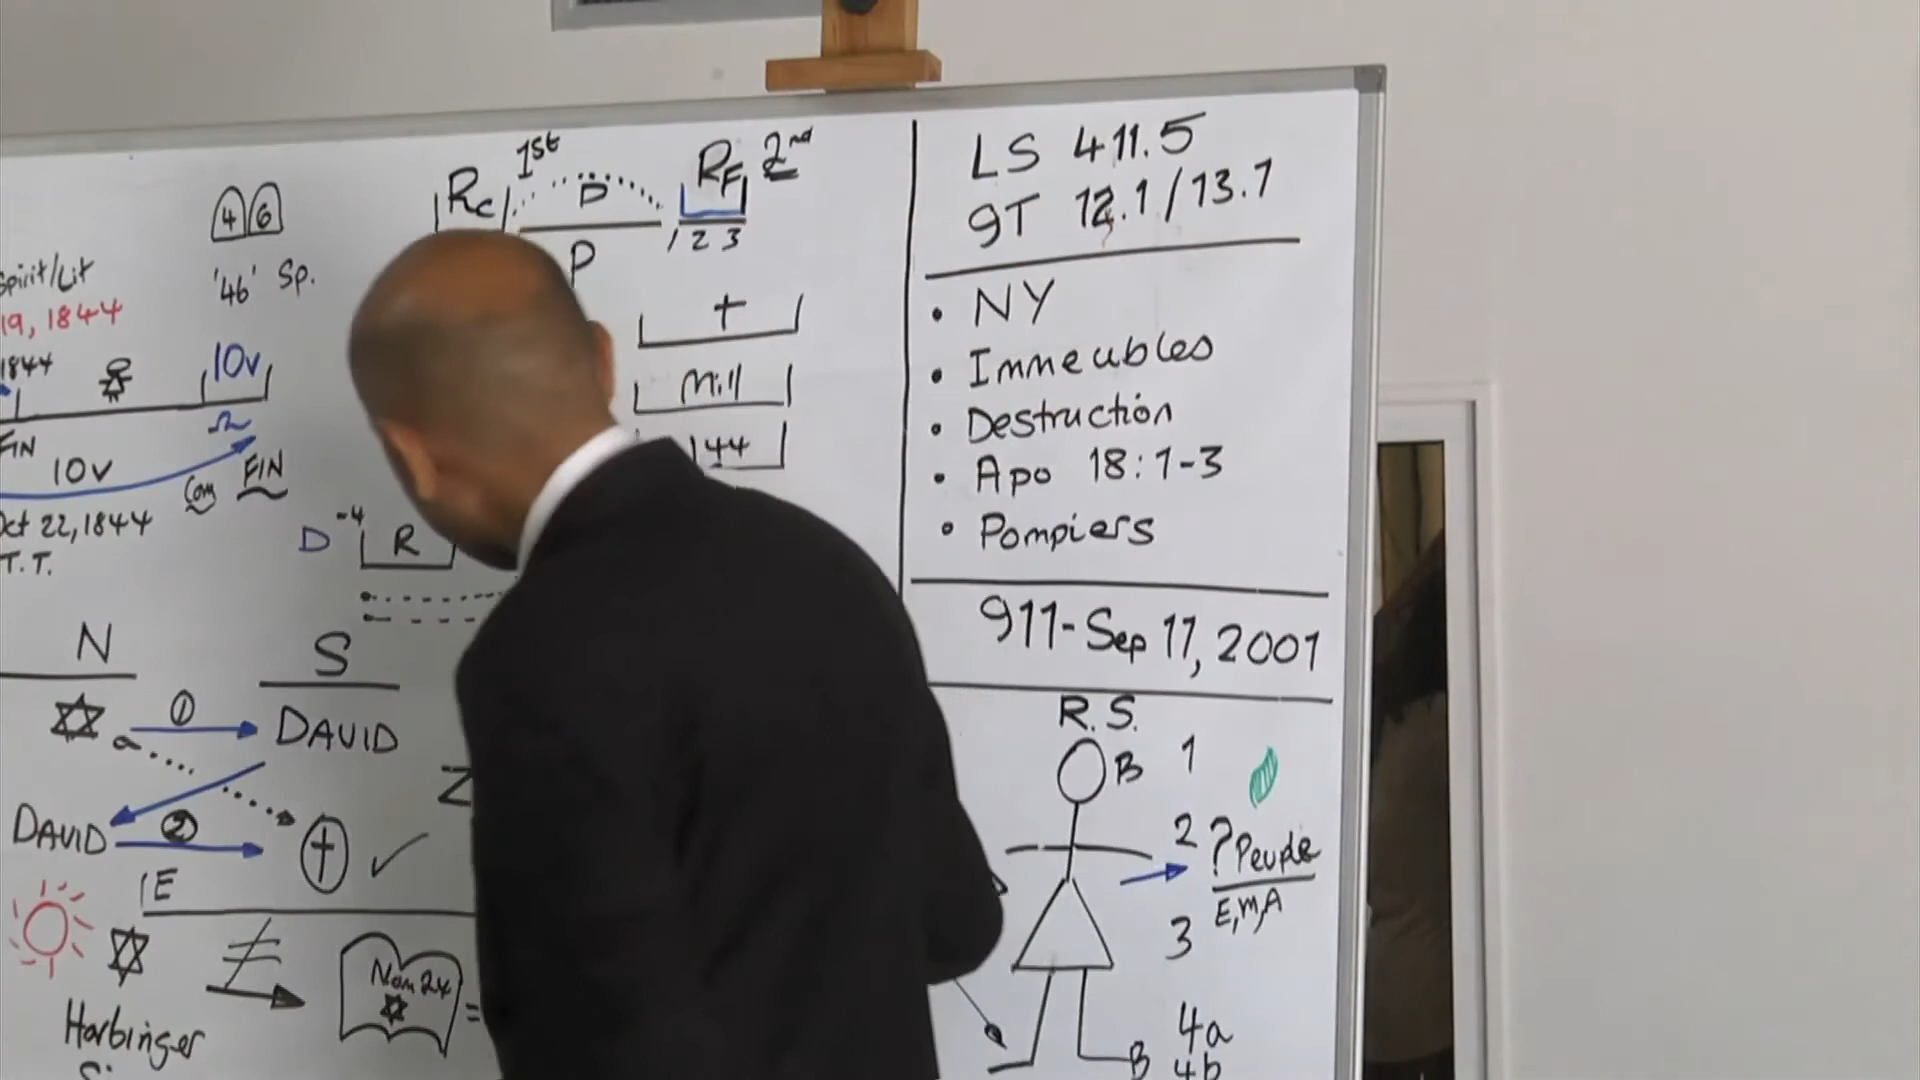 LS 411.5
9T 12.1/13.1
• NY
• Immeubles
• Destruction
• Apo 18:1-3
• Pompiers
911-Sep 11, 2001
R.S.
B 1
2 ? Peuple
E, M, A
3
4a
B 4b
Rc 1st D RF 2nd
P 1 2 3
+
Mill
144
D -4 R
4 6
'46' Sp.
Spirit/Lit
19, 1844
1844
10v
Ω
FIN
10v
Com FIN
Oct 22, 1844
T.T.
N S
1 DAVID
Z
DAVID 2
E
Nom 24 =
Harbinger